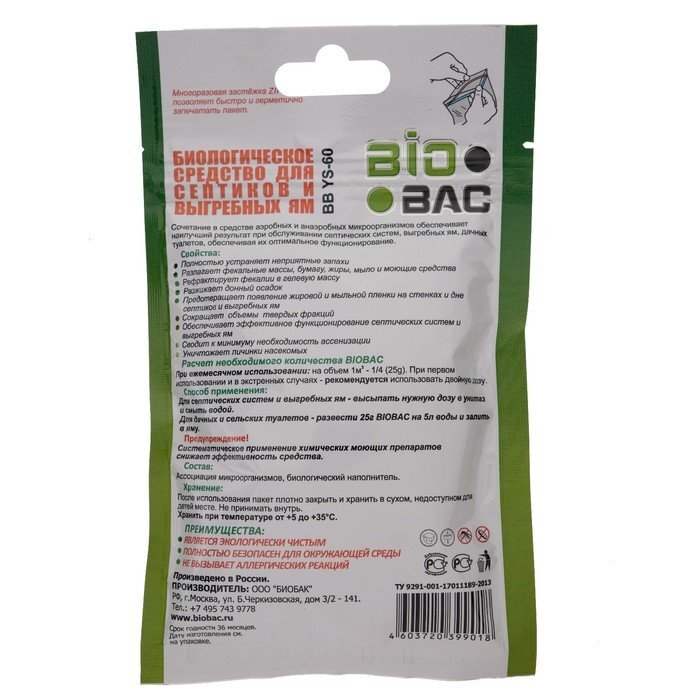 Многоразовая застёжка ZI
позволяет быстро и герметично
запечатать пакет.
БИОЛОГИЧЕСКОЕ
СРЕДСТВО ДЛЯ
СЕПТИКОВ И
ВЫГРЕБНЫХ ЯМ
BB YS-60
BIO
BAC
Сочетание в средстве аэробных и анаэробных микроорганизмов обеспечивает
наилучший результат при обслуживании септических систем, выгребных ям, дачных
туалетов, обеспечивая их оптимальное функционирование.
Свойства:
Полностью устраняет неприятные запахи
Разлагает фекальные массы, бумагу, жиры, мыло и моющие средства
Рефрактирует фекалии в гелевую массу
Разжижает донный осадок
Предотвращает появление жировой и мыльной пленки на стенках и дне
септиков и выгребных ям
Сокращает объемы твердых фракций
Обеспечивает эффективное функционирование септических систем и
выгребных ям
Сводит к минимуму необходимость ассенизации
Уничтожает личинки насекомых
Расчет необходимого количества BIOBAC
При ежемесячном использовании: на объем 1м³ - 1/4 (25g). При первом
использовании и в экстренных случаях - рекомендуется использовать двойную дозу.
Способ применения:
Для септических систем и выгребных ям - высыпать нужную дозу в унитаз
и смыть водой.
Для дачных и сельских туалетов - развести 25г BIOBAC на 5л воды и залить
в яму.
Предупреждение!
Систематическое применение химических моющих препаратов
снижает эффективность средства.
Состав:
Ассоциация микроорганизмов, биологический наполнитель.
Хранение:
После использования пакет плотно закрыть и хранить в сухом, недоступном для
детей месте. Не принимать внутрь.
Хранить при температуре от +5 до +35°С.
ПРЕИМУЩЕСТВА:
ЯВЛЯЕТСЯ ЭКОЛОГИЧЕСКИ ЧИСТЫМ
ПОЛНОСТЬЮ БЕЗОПАСЕН ДЛЯ ОКРУЖАЮЩЕЙ СРЕДЫ
НЕ ВЫЗЫВАЕТ АЛЛЕРГИЧЕСКИХ РЕАКЦИЙ
Произведено в России.
ПРОИЗВОДИТЕЛЬ: ООО "БИОБАК"
РФ, г.Москва, ул. Б.Черкизовская, дом 3/2 - 141.
Тел.: +7 495 743 9778
www.biobac.ru
Срок годности 36 месяцев.
Дату изготовления см.
на упаковке.
ТУ 9291-001-17011189-2013
4 603720 399018